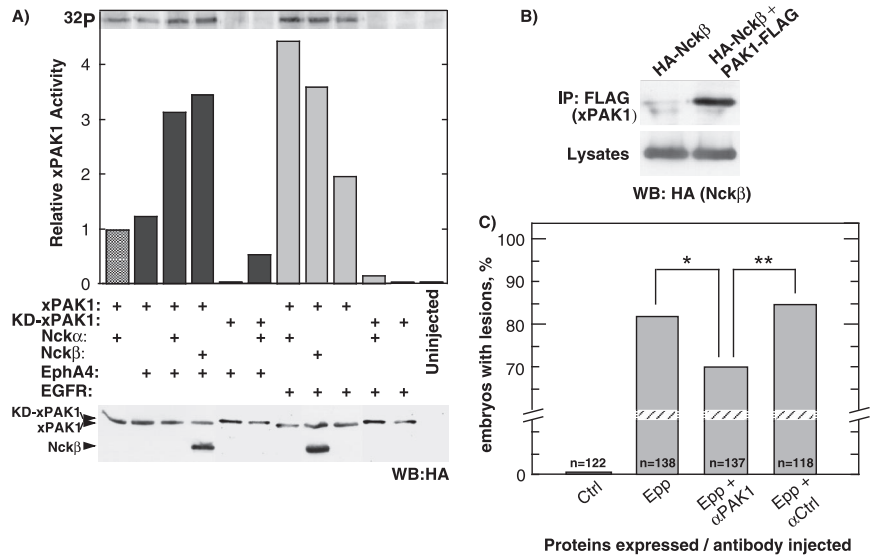 A)
32P
Relative xPAK1 Activity
4
3
2
1
0
xPAK1: + + + + + + +
KD-xPAK1: + + + +
Nckα: + + + + +
Nckβ: + +
EphA4: + + + + +
EGFR: + + + + +
Uninjected
KD-xPAK1
xPAK1
Nckβ
WB:HA
B)
HA-Nckβ
HA-Nckβ +
PAK1-FLAG
IP: FLAG
(xPAK1)
Lysates
WB: HA (Nckβ)
C)
embryos with lesions, %
100
90
80
70
0
* **
n=122 n=138 n=137 n=118
Ctrl
Epp
Epp +
αPAK1
Epp +
αCtrl
Proteins expressed / antibody injected